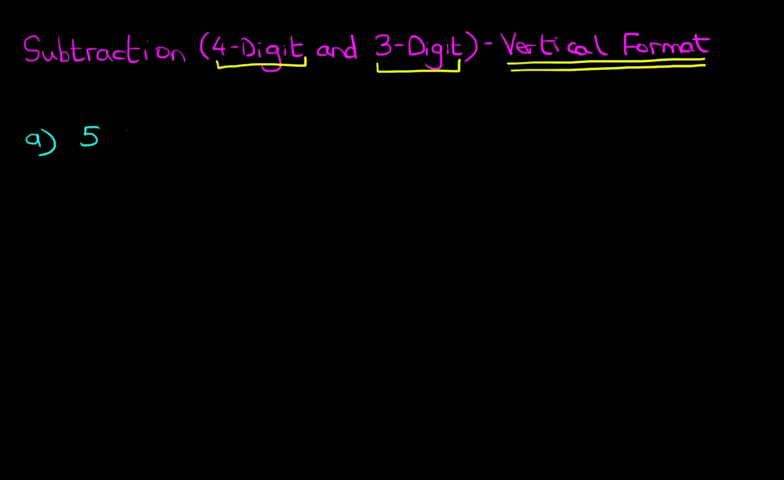 Subtraction (4-Digit and 3-Digit) - Vertical Format
a) 5